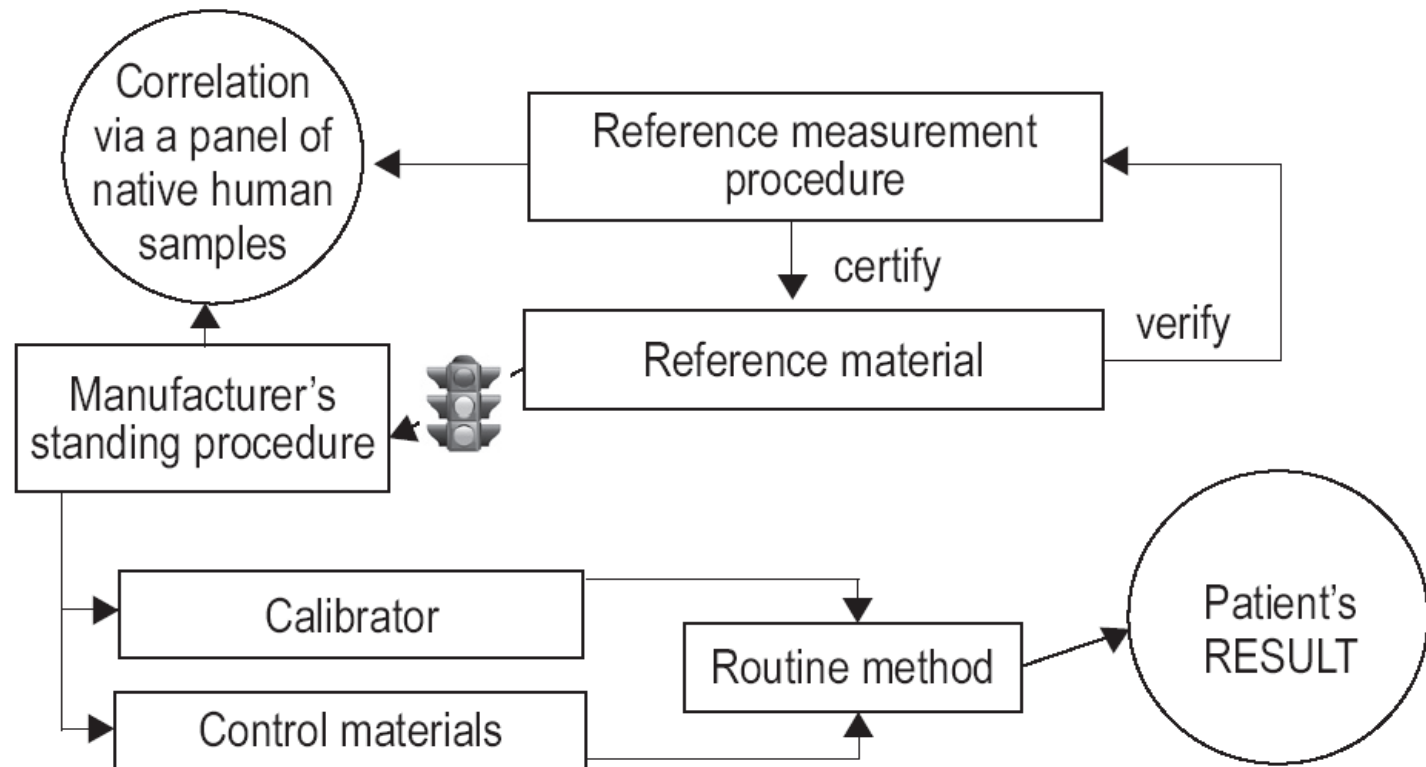 Correlation
via a panel of
native human
samples
Reference measurement
procedure
certify
Reference material
verify
Manufacturer’s
standing procedure
Calibrator
Control materials
Routine method
Patient’s
RESULT